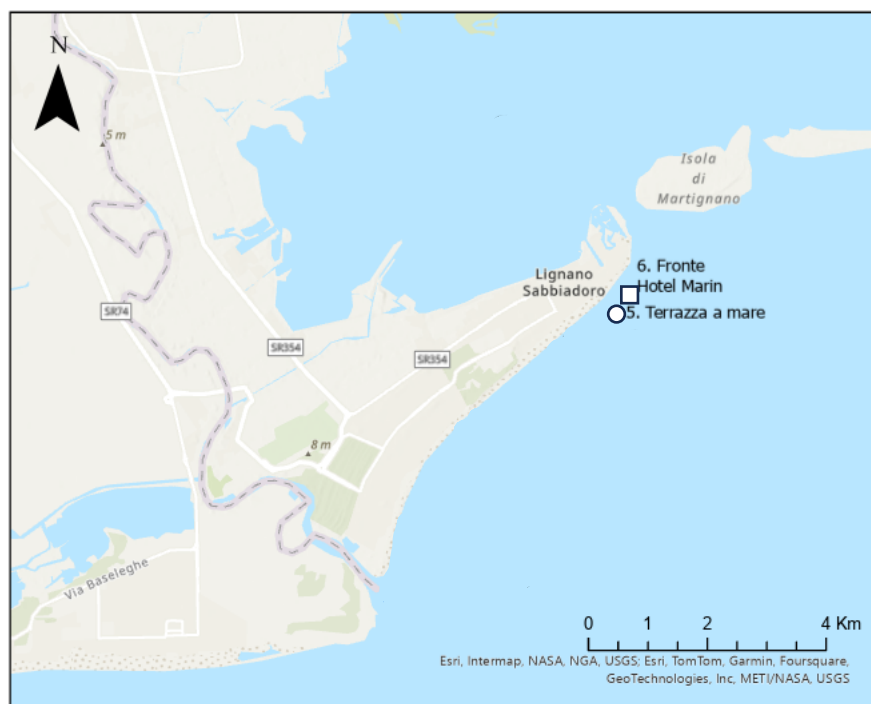 N
5 m
Isola
di
Martignano
6. Fronte
Hotel Marin
Lignano
Sabbiadoro
5. Terrazza a mare
SR74
SR354
SR354
8 m
Via Baseleghe
0 1 2 4 Km
Esri, Intermap, NASA, NGA, USGS; Esri, TomTom, Garmin, Foursquare,
GeoTechnologies, Inc, METI/NASA, USGS